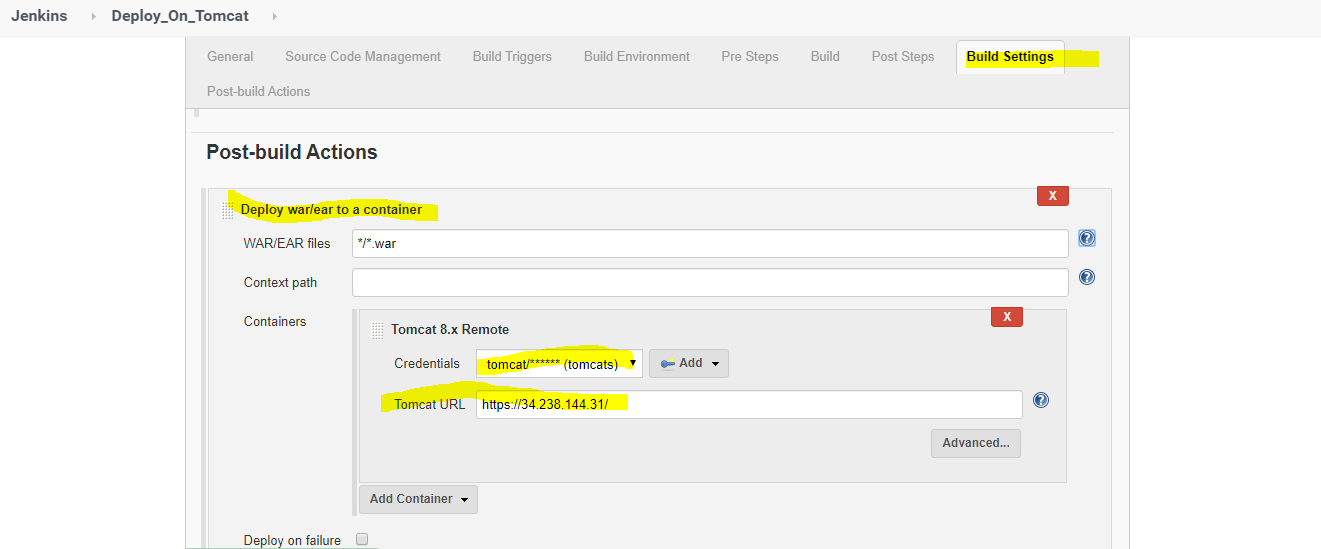 Jenkins Deploy_On_Tomcat
General Source Code Management Build Triggers Build Environment Pre Steps Build Post Steps Build Settings
Post-build Actions
Post-build Actions
X
Deploy war/ear to a container
WAR/EAR files */*.war ?
Context path ?
Containers
X
Tomcat 8.x Remote
Credentials tomcat/****** (tomcats) Add
Tomcat URL https://34.238.144.31/ ?
Advanced...
Add Container
Deploy on failure